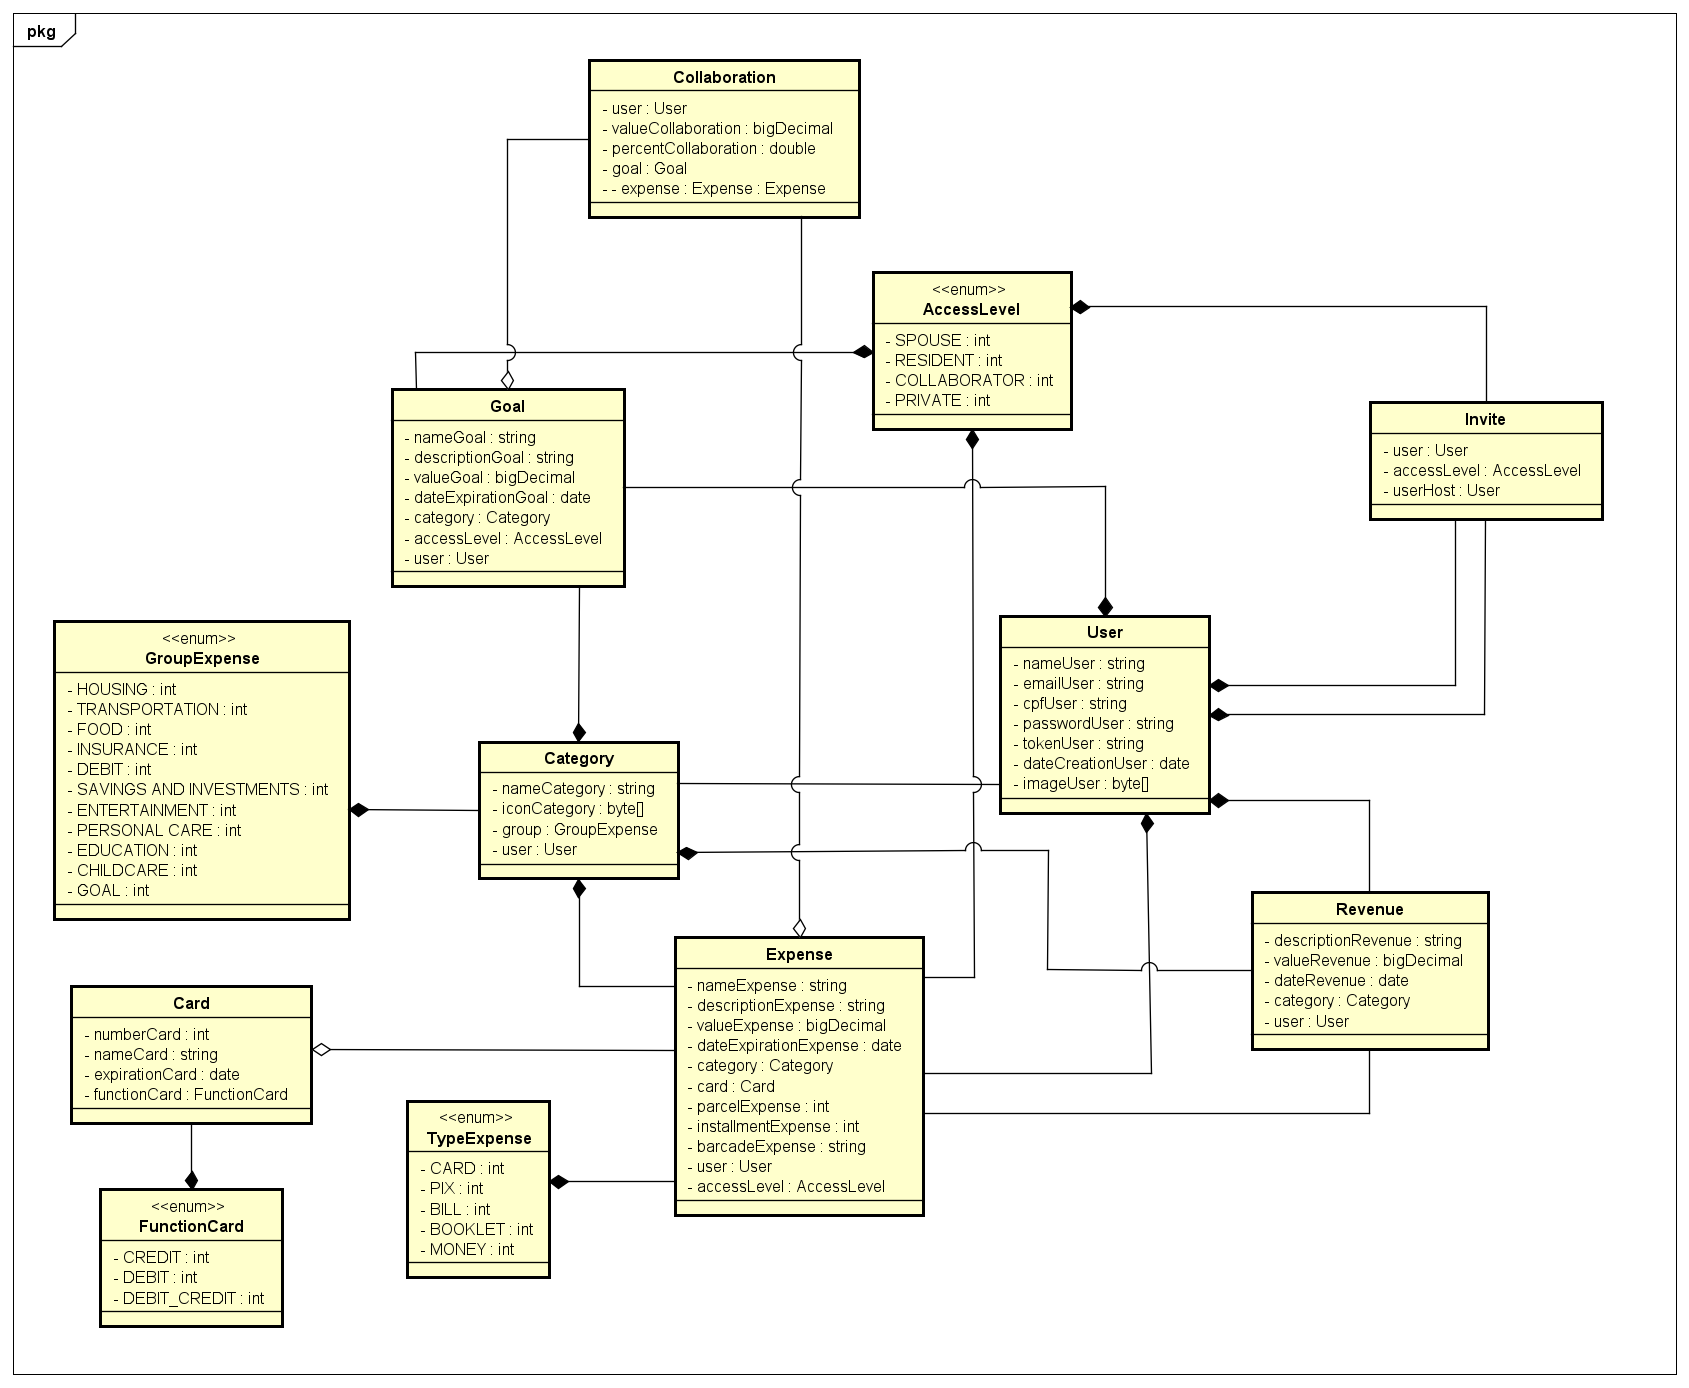 pkg
Collaboration
- user : User
- valueCollaboration : bigDecimal
- percentCollaboration : double
- goal : Goal
- - expense : Expense : Expense
<<enum>>
AccessLevel
- SPOUSE : int
- RESIDENT : int
- COLLABORATOR : int
- PRIVATE : int
Goal
- nameGoal : string
- descriptionGoal : string
- valueGoal : bigDecimal
- dateExpirationGoal : date
- category : Category
- accessLevel : AccessLevel
- user : User
Invite
- user : User
- accessLevel : AccessLevel
- userHost : User
<<enum>>
GroupExpense
- HOUSING : int
- TRANSPORTATION : int
- FOOD : int
- INSURANCE : int
- DEBIT : int
- SAVINGS AND INVESTMENTS : int
- ENTERTAINMENT : int
- PERSONAL CARE : int
- EDUCATION : int
- CHILDCARE : int
- GOAL : int
User
- nameUser : string
- emailUser : string
- cpfUser : string
- passwordUser : string
- tokenUser : string
- dateCreationUser : date
- imageUser : byte[]
Category
- nameCategory : string
- iconCategory : byte[]
- group : GroupExpense
- user : User
Revenue
- descriptionRevenue : string
- valueRevenue : bigDecimal
- dateRevenue : date
- category : Category
- user : User
Expense
- nameExpense : string
- descriptionExpense : string
- valueExpense : bigDecimal
- dateExpirationExpense : date
- category : Category
- card : Card
- parcelExpense : int
- installmentExpense : int
- barcadeExpense : string
- user : User
- accessLevel : AccessLevel
Card
- numberCard : int
- nameCard : string
- expirationCard : date
- functionCard : FunctionCard
<<enum>>
TypeExpense
- CARD : int
- PIX : int
- BILL : int
- BOOKLET : int
- MONEY : int
<<enum>>
FunctionCard
- CREDIT : int
- DEBIT : int
- DEBIT_CREDIT : int